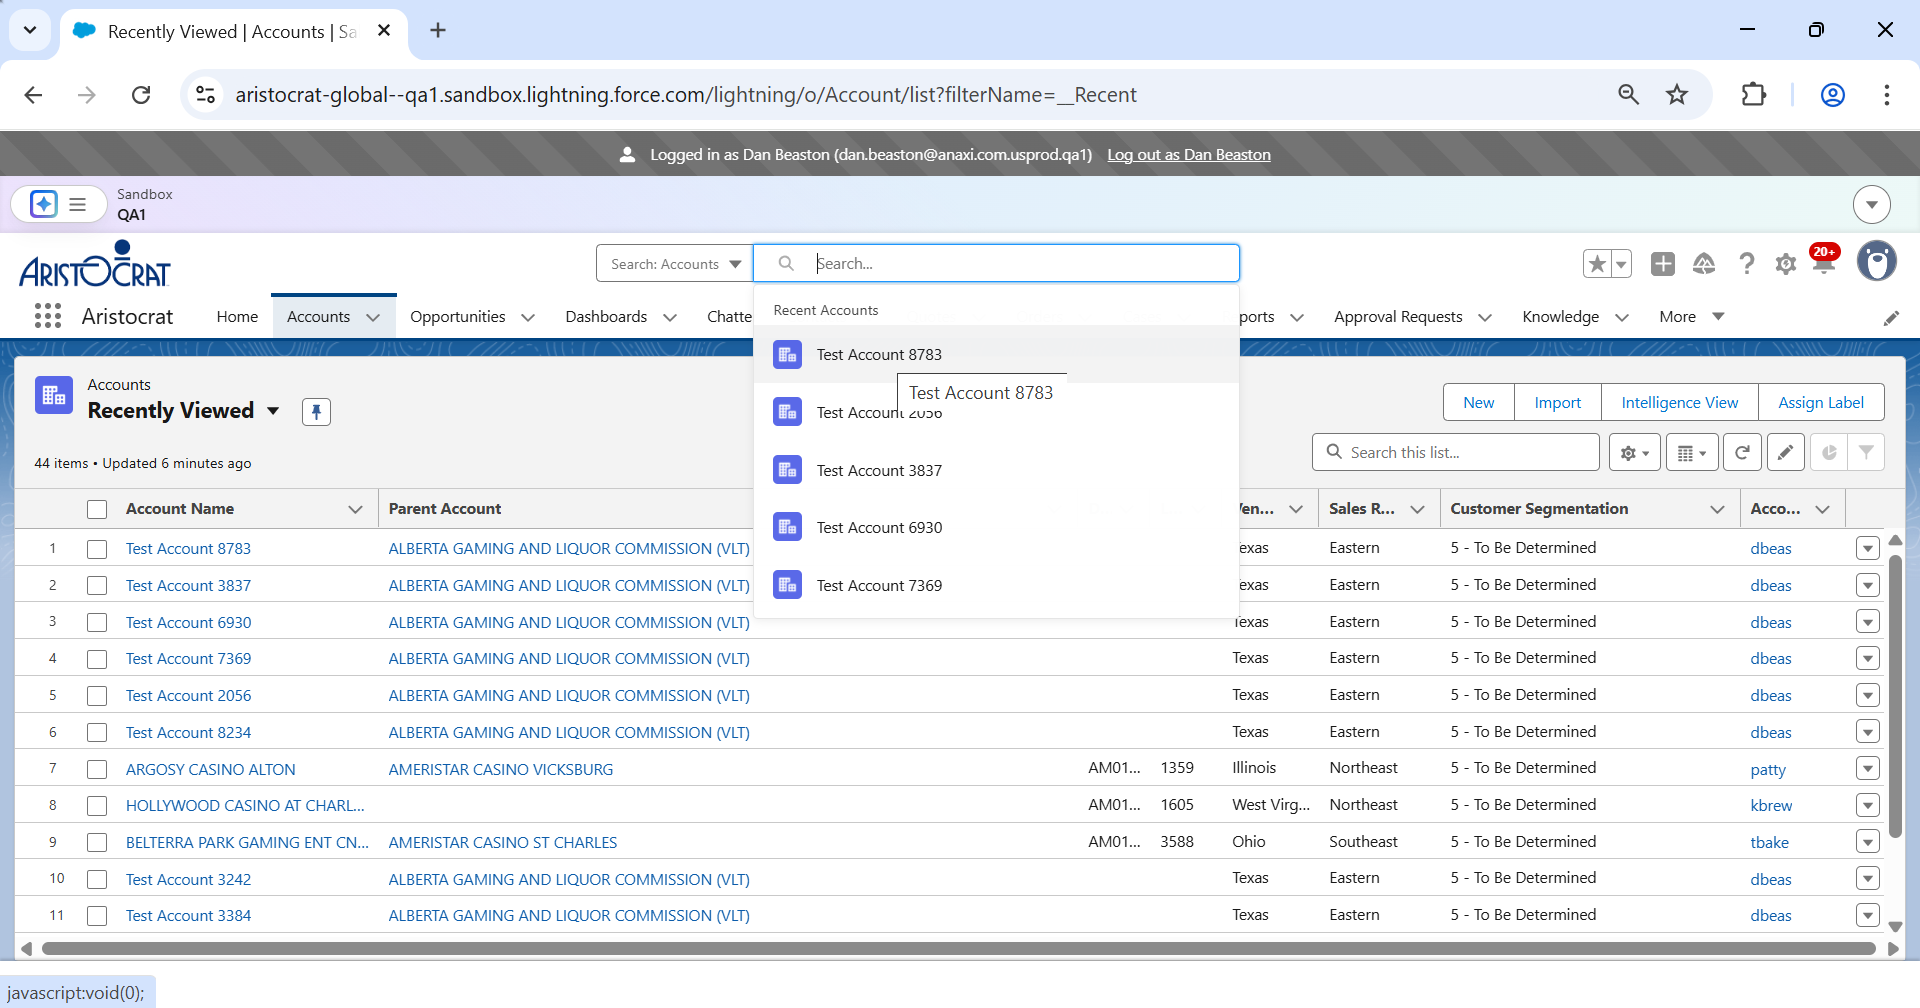 Recently Viewed | Accounts | Sa
aristocrat-global--qa1.sandbox.lightning.force.com/lightning/o/Account/list?filterName=__Recent
Logged in as Dan Beaston (dan.beaston@anaxi.com.usprod.qa1) Log out as Dan Beaston
Sandbox
QA1
ARISTOCRAT
Search: Accounts
Search...
20+
Aristocrat
Home
Accounts
Opportunities
Dashboards
Chatte
ports
Approval Requests
Knowledge
More
Recent Accounts
Test Account 8783
Test Account 8783
Test Account 2056
Test Account 3837
Test Account 6930
Test Account 7369
Accounts
Recently Viewed
44 items • Updated 6 minutes ago
New
Import
Intelligence View
Assign Label
Search this list...
Account Name Parent Account Ven... Sales R... Customer Segmentation Acco...
1 Test Account 8783 ALBERTA GAMING AND LIQUOR COMMISSION (VLT) exas Eastern 5 - To Be Determined dbeas
2 Test Account 3837 ALBERTA GAMING AND LIQUOR COMMISSION (VLT) exas Eastern 5 - To Be Determined dbeas
3 Test Account 6930 ALBERTA GAMING AND LIQUOR COMMISSION (VLT) Texas Eastern 5 - To Be Determined dbeas
4 Test Account 7369 ALBERTA GAMING AND LIQUOR COMMISSION (VLT) Texas Eastern 5 - To Be Determined dbeas
5 Test Account 2056 ALBERTA GAMING AND LIQUOR COMMISSION (VLT) Texas Eastern 5 - To Be Determined dbeas
6 Test Account 8234 ALBERTA GAMING AND LIQUOR COMMISSION (VLT) Texas Eastern 5 - To Be Determined dbeas
7 ARGOSY CASINO ALTON AMERISTAR CASINO VICKSBURG AM01... 1359 Illinois Northeast 5 - To Be Determined patty
8 HOLLYWOOD CASINO AT CHARL... AM01... 1605 West Virg... Northeast 5 - To Be Determined kbrew
9 BELTERRA PARK GAMING ENT CN... AMERISTAR CASINO ST CHARLES AM01... 3588 Ohio Southeast 5 - To Be Determined tbake
10 Test Account 3242 ALBERTA GAMING AND LIQUOR COMMISSION (VLT) Texas Eastern 5 - To Be Determined dbeas
11 Test Account 3384 ALBERTA GAMING AND LIQUOR COMMISSION (VLT) Texas Eastern 5 - To Be Determined dbeas
javascript:void(0);